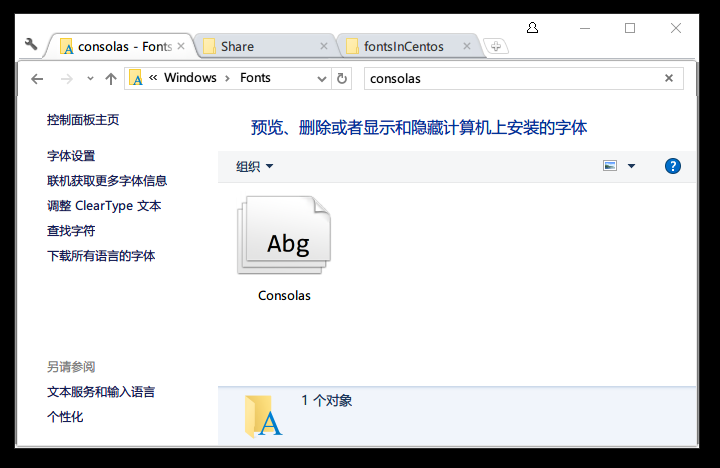 consolas - Fonts
Share
fontsInCentos
« Windows > Fonts
consolas
控制面板主页
字体设置
联机获取更多字体信息
调整 ClearType 文本
查找字符
下载所有语言的字体
另请参阅
文本服务和输入语言
个性化
预览、删除或者显示和隐藏计算机上安装的字体
组织
?
Abg
Consolas
A
1 个对象